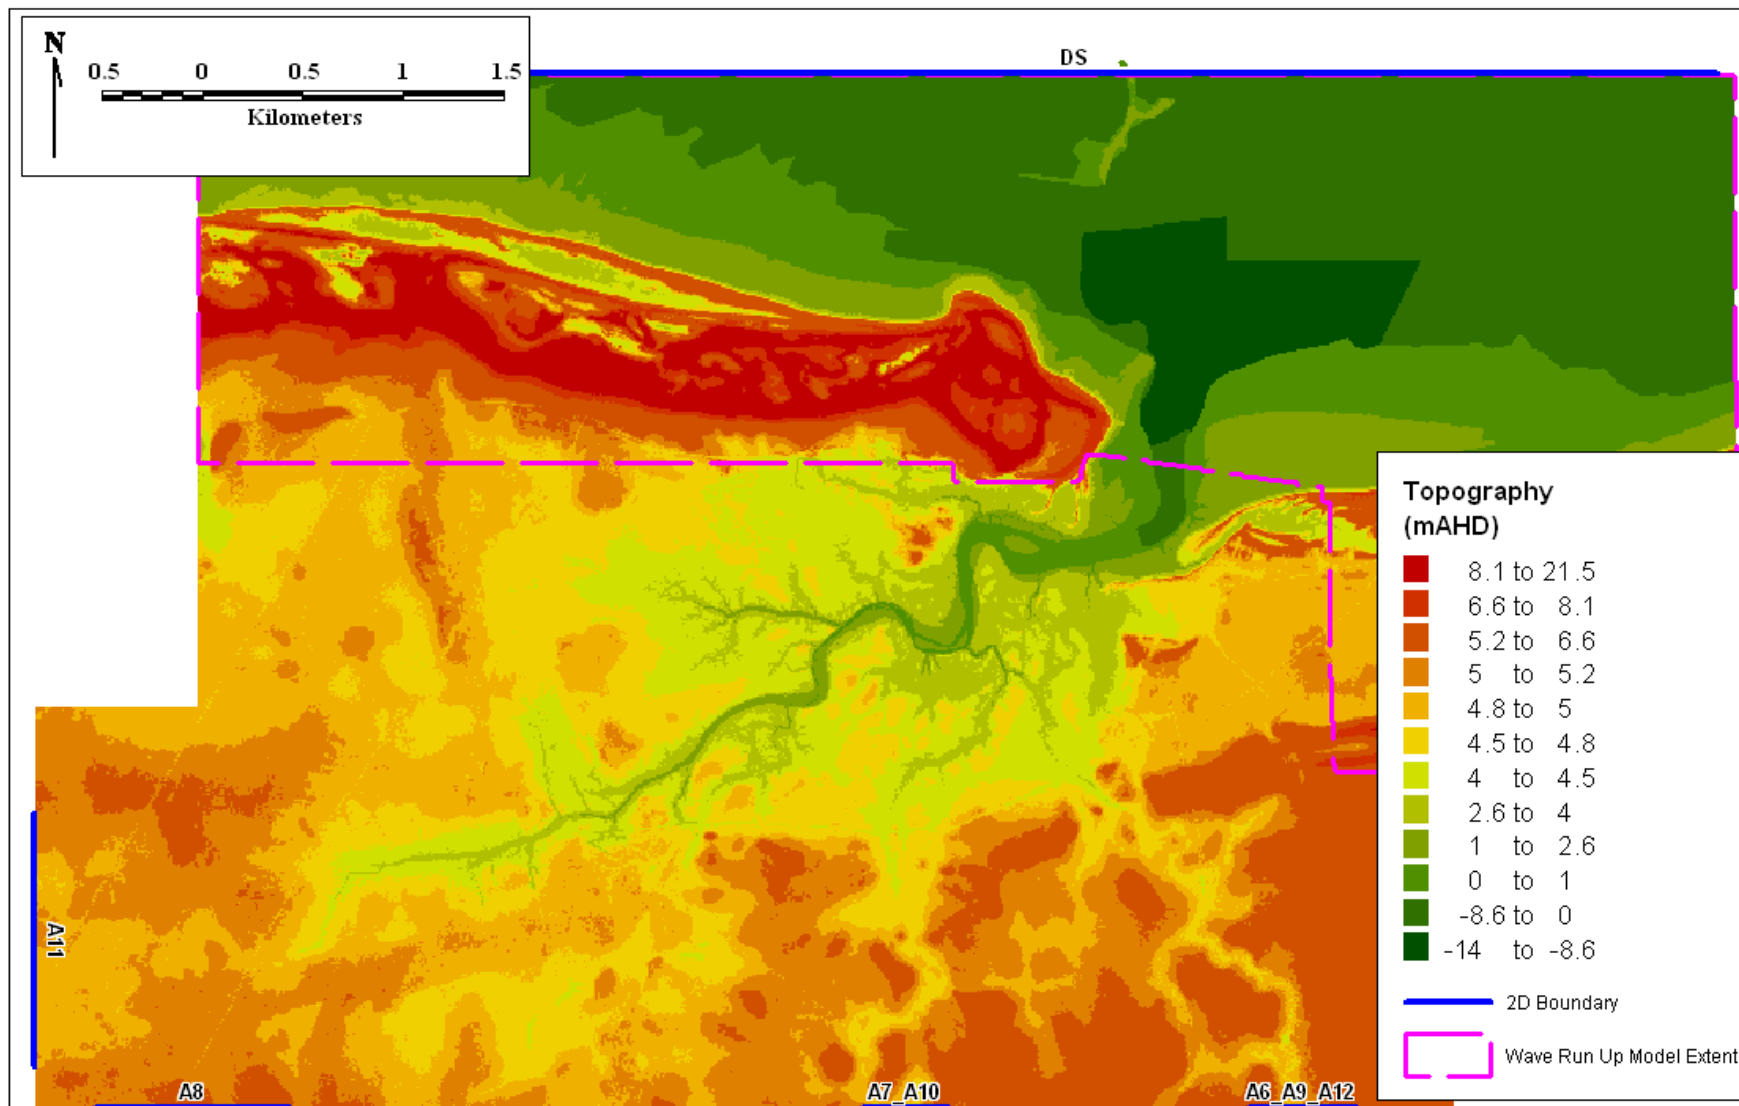 N
0.5 0 0.5 1 1.5
Kilometers
DS
Topography
(mAHD)
8.1 to 21.5
6.6 to 8.1
5.2 to 6.6
5 to 5.2
4.8 to 5
4.5 to 4.8
4 to 4.5
2.6 to 4
1 to 2.6
0 to 1
-8.6 to 0
-14 to -8.6
2D Boundary
Wave Run Up Model Extent
A11
A8
A7_A10
A6_A9_A12